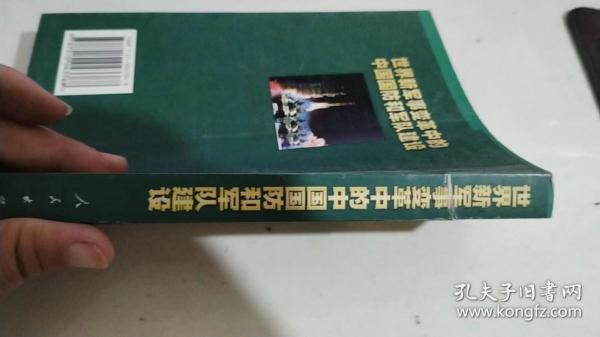 世界新军事变革中的
中国国防和军队建设
世界新军事变革中的中国国防和军队建设
人民出
孔夫子旧书网
www.kongfz.com